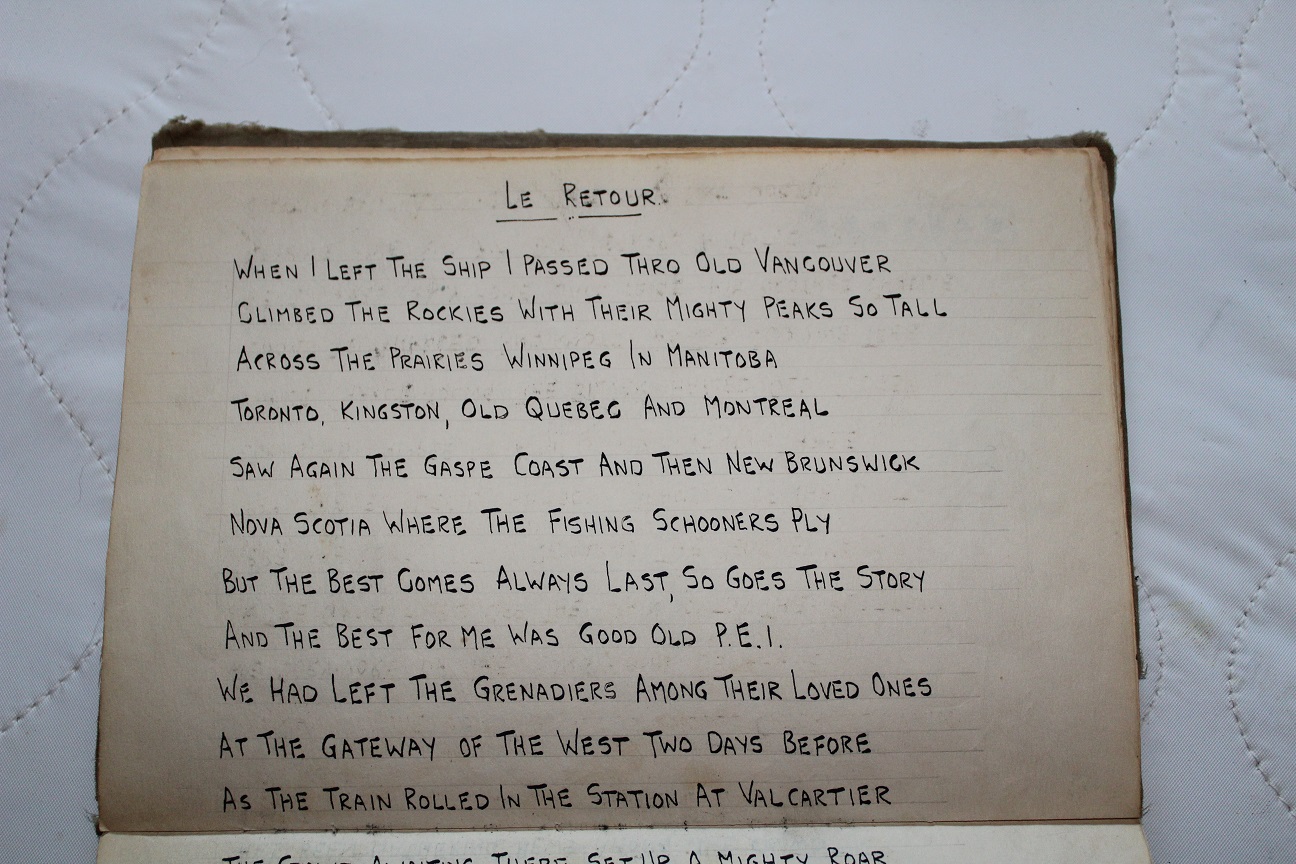 LE RETOUR.
WHEN I LEFT THE SHIP I PASSED THRO OLD VANCOUVER
CLIMBED THE ROCKIES WITH THEIR MIGHTY PEAKS SO TALL
ACROSS THE PRAIRIES WINNIPEG IN MANITOBA
TORONTO, KINGSTON, OLD QUEBEC AND MONTREAL
SAW AGAIN THE GASPE COAST AND THEN NEW BRUNSWICK
NOVA SCOTIA WHERE THE FISHING SCHOONERS PLY
BUT THE BEST COMES ALWAYS LAST, SO GOES THE STORY
AND THE BEST FOR ME WAS GOOD OLD P.E.I.
WE HAD LEFT THE GRENADIERS AMONG THEIR LOVED ONES
AT THE GATEWAY OF THE WEST TWO DAYS BEFORE
AS THE TRAIN ROLLED IN THE STATION AT VALCARTIER
THE THERE SET UP A MIGHTY ROAR